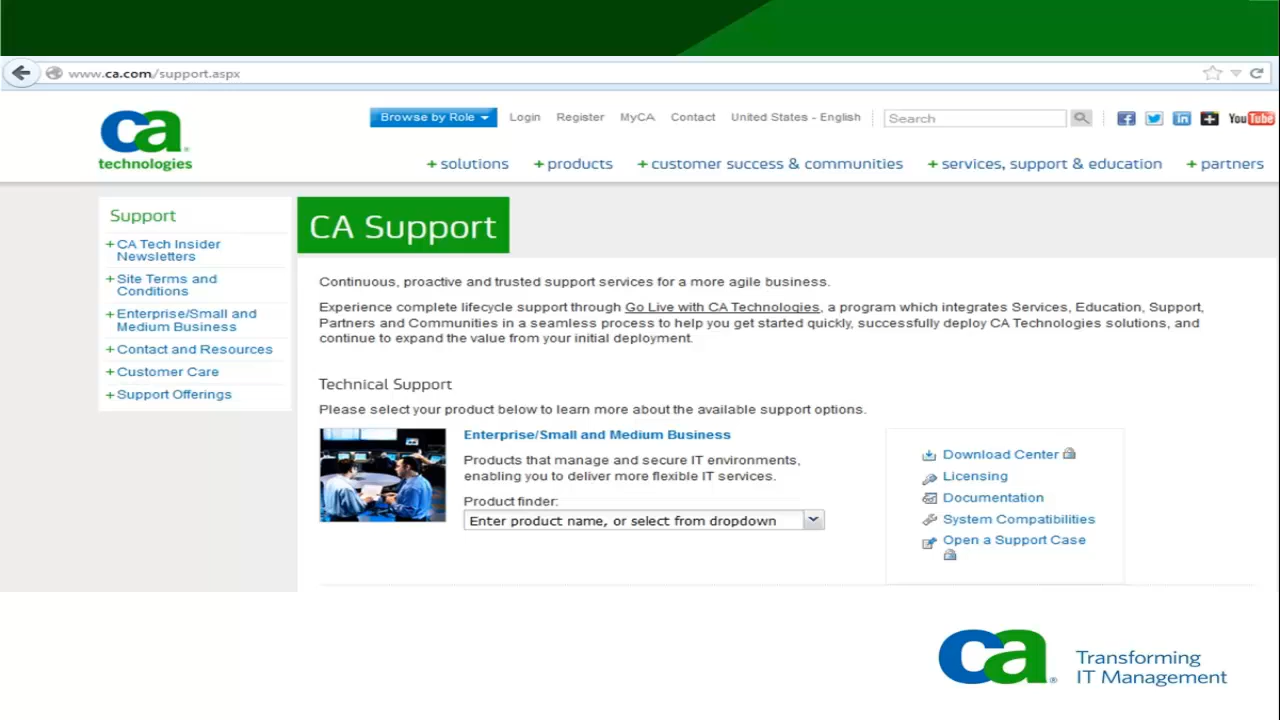 www.ca.com/support.aspx
ca
technologies
Browse by Role
Login
Register
MyCA
Contact
United States - English
Search
You Tube
+ solutions
+ products
+ customer success & communities
+ services, support & education
+ partners
Support
+ CA Tech Insider
Newsletters
+ Site Terms and
Conditions
+ Enterprise/Small and
Medium Business
+ Contact and Resources
+ Customer Care
+ Support Offerings
CA Support
Continuous, proactive and trusted support services for a more agile business.
Experience complete lifecycle support through Go Live with CA Technologies, a program which integrates Services, Education, Support,
Partners and Communities in a seamless process to help you get started quickly, successfully deploy CA Technologies solutions, and
continue to expand the value from your initial deployment.
Technical Support
Please select your product below to learn more about the available support options.
Enterprise/Small and Medium Business
Products that manage and secure IT environments,
enabling you to deliver more flexible IT services.
Product finder:
Enter product name, or select from dropdown
Download Center
Licensing
Documentation
System Compatibilities
Open a Support Case
ca®
Transforming
IT Management